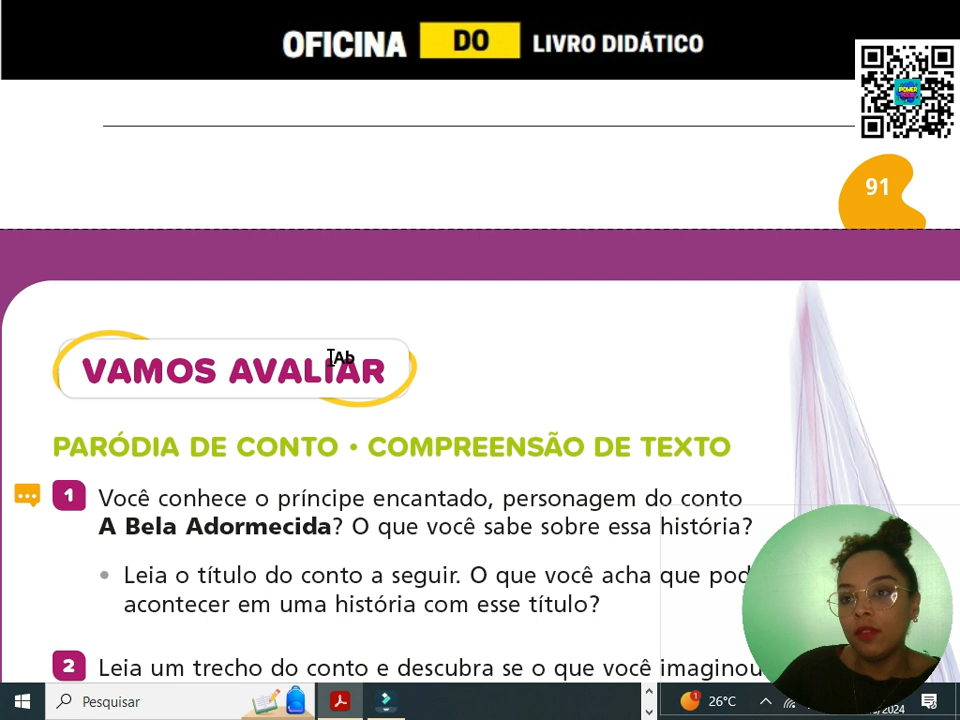 OFICINA DO LIVRO DIDÁTICO
POWER
91
VAMOS AVALIAR
Ab
PARÓDIA DE CONTO • COMPREENSÃO DE TEXTO
1 Você conhece o príncipe encantado, personagem do conto
A Bela Adormecida? O que você sabe sobre essa história?
• Leia o título do conto a seguir. O que você acha que pod
acontecer em uma história com esse título?
2 Leia um trecho do conto e descubra se o que você imaginou
Pesquisar
1
26°C
/2024